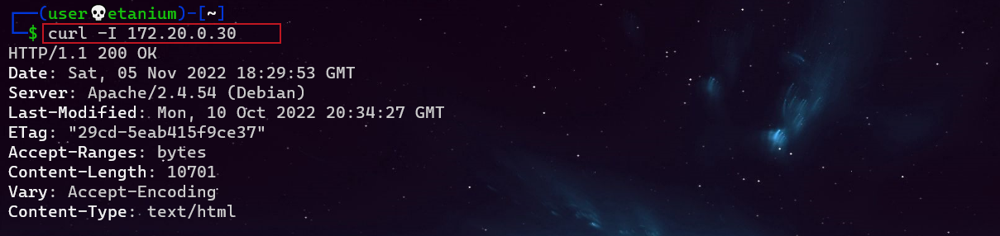 ┌──(user💀etanium)-[~]
└─$ curl -I 172.20.0.30
HTTP/1.1 200 OK
Date: Sat, 05 Nov 2022 18:29:53 GMT
Server: Apache/2.4.54 (Debian)
Last-Modified: Mon, 10 Oct 2022 20:34:27 GMT
ETag: "29cd-5eab415f9ce37"
Accept-Ranges: bytes
Content-Length: 10701
Vary: Accept-Encoding
Content-Type: text/html